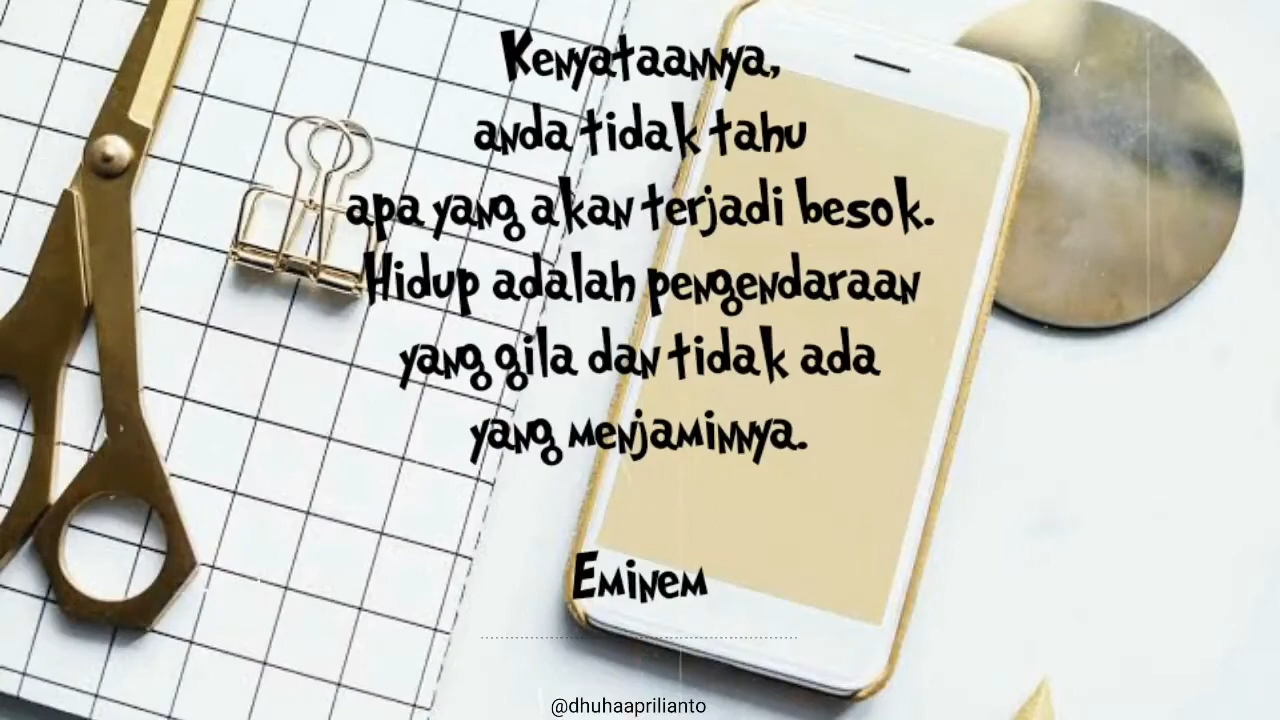 Kenyataannya,
anda tidak tahu
apa yang akan terjadi besok.
Hidup adalah pengendaraan
yang gila dan tidak ada
yang menjaminnya.
Eminem
@dhuhaaprilianto